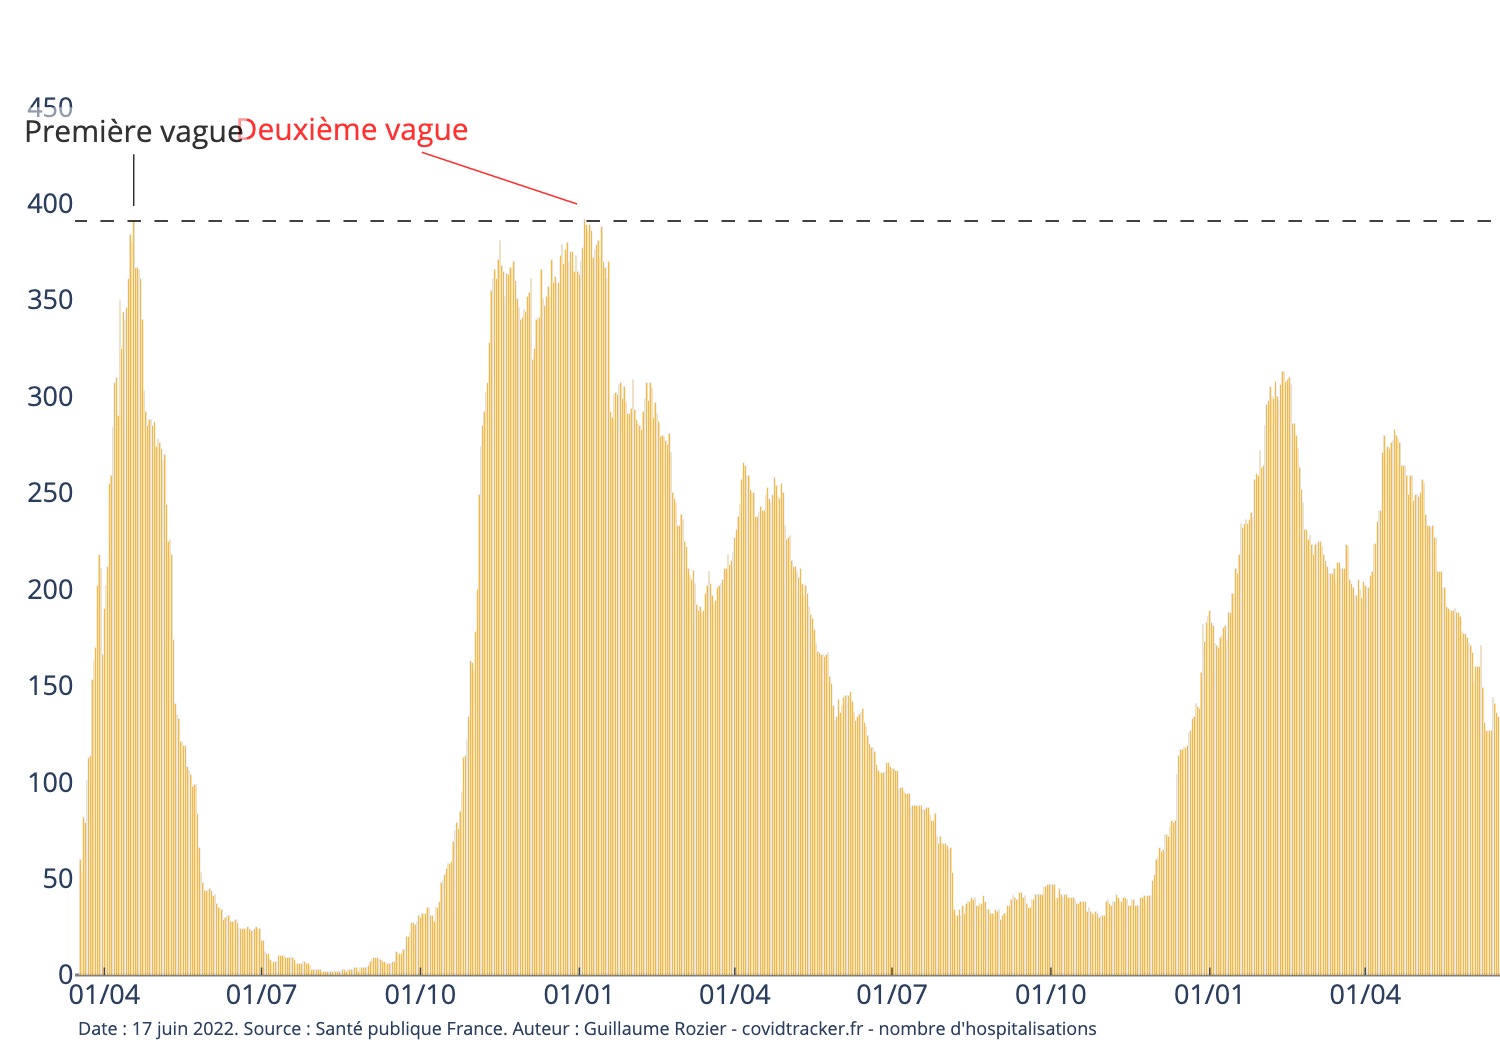 450
Première vague
Deuxième vague
400
350
300
250
200
150
100
50
0
01/04 01/07 01/10 01/01 01/04 01/07 01/10 01/01 01/04
Date : 17 juin 2022. Source : Santé publique France. Auteur : Guillaume Rozier - covidtracker.fr - nombre d'hospitalisations